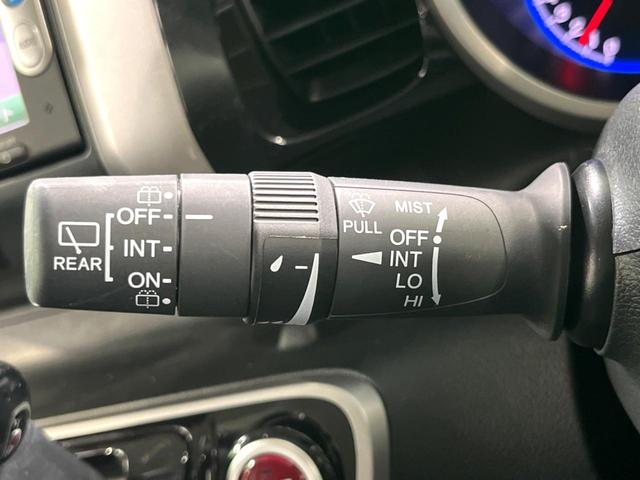 OFF
INT
ON
REAR
PULL
MIST
OFF
INT
LO
HI